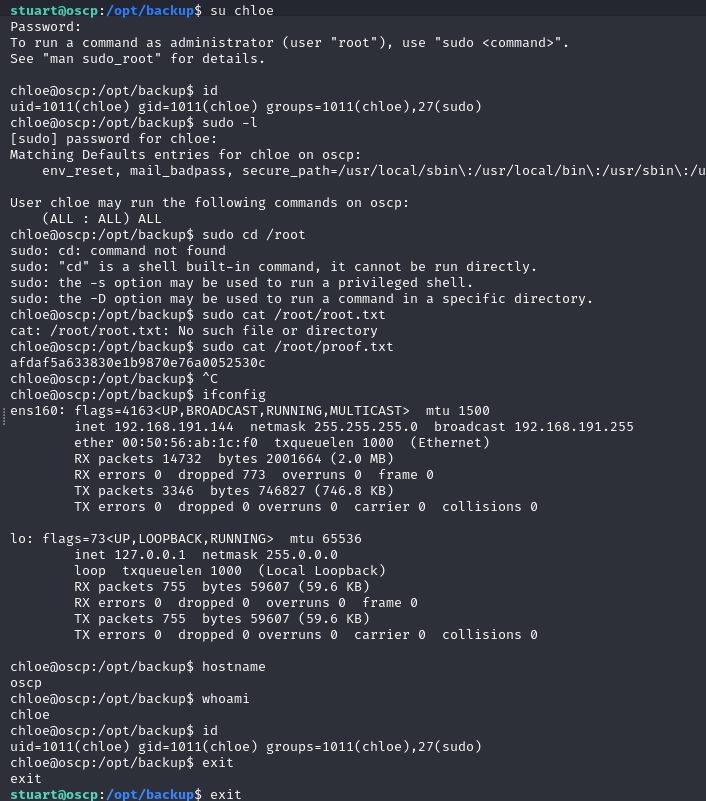 stuart@oscp:/opt/backup$ su chloe
Password:
To run a command as administrator (user "root"), use "sudo <command>".
See "man sudo_root" for details.

chloe@oscp:/opt/backup$ id
uid=1011(chloe) gid=1011(chloe) groups=1011(chloe),27(sudo)
chloe@oscp:/opt/backup$ sudo -l
[sudo] password for chloe:
Matching Defaults entries for chloe on oscp:
    env_reset, mail_badpass, secure_path=/usr/local/sbin\:/usr/local/bin\:/usr/sbin\:/u

User chloe may run the following commands on oscp:
    (ALL : ALL) ALL
chloe@oscp:/opt/backup$ sudo cd /root
sudo: cd: command not found
sudo: "cd" is a shell built-in command, it cannot be run directly.
sudo: the -s option may be used to run a privileged shell.
sudo: the -D option may be used to run a command in a specific directory.
chloe@oscp:/opt/backup$ sudo cat /root/root.txt
cat: /root/root.txt: No such file or directory
chloe@oscp:/opt/backup$ sudo cat /root/proof.txt
afdaf5a633830e1b9870e76a0052530c
chloe@oscp:/opt/backup$ ^C
chloe@oscp:/opt/backup$ ifconfig
ens160: flags=4163<UP,BROADCAST,RUNNING,MULTICAST>  mtu 1500
        inet 192.168.191.144  netmask 255.255.255.0  broadcast 192.168.191.255
        ether 00:50:56:ab:1c:f0  txqueuelen 1000  (Ethernet)
        RX packets 14732  bytes 2001664 (2.0 MB)
        RX errors 0  dropped 773  overruns 0  frame 0
        TX packets 3346  bytes 746827 (746.8 KB)
        TX errors 0  dropped 0 overruns 0  carrier 0  collisions 0

lo: flags=73<UP,LOOPBACK,RUNNING>  mtu 65536
        inet 127.0.0.1  netmask 255.0.0.0
        loop  txqueuelen 1000  (Local Loopback)
        RX packets 755  bytes 59607 (59.6 KB)
        RX errors 0  dropped 0  overruns 0  frame 0
        TX packets 755  bytes 59607 (59.6 KB)
        TX errors 0  dropped 0 overruns 0  carrier 0  collisions 0

chloe@oscp:/opt/backup$ hostname
oscp
chloe@oscp:/opt/backup$ whoami
chloe
chloe@oscp:/opt/backup$ id
uid=1011(chloe) gid=1011(chloe) groups=1011(chloe),27(sudo)
chloe@oscp:/opt/backup$ exit
exit
stuart@oscp:/opt/backup$ exit